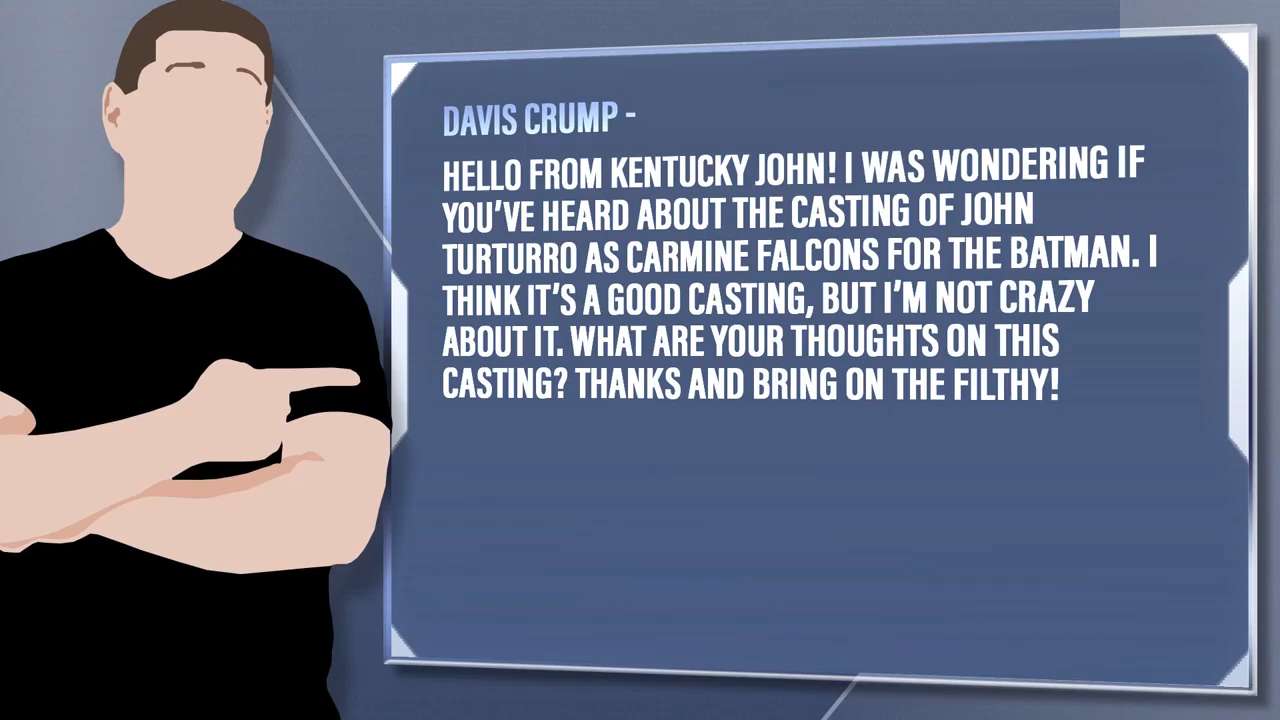 DAVIS CRUMP -
HELLO FROM KENTUCKY JOHN! I WAS WONDERING IF
YOU'VE HEARD ABOUT THE CASTING OF JOHN
TURTURRO AS CARMINE FALCONS FOR THE BATMAN. I
THINK IT'S A GOOD CASTING, BUT I'M NOT CRAZY
ABOUT IT. WHAT ARE YOUR THOUGHTS ON THIS
CASTING? THANKS AND BRING ON THE FILTHY!